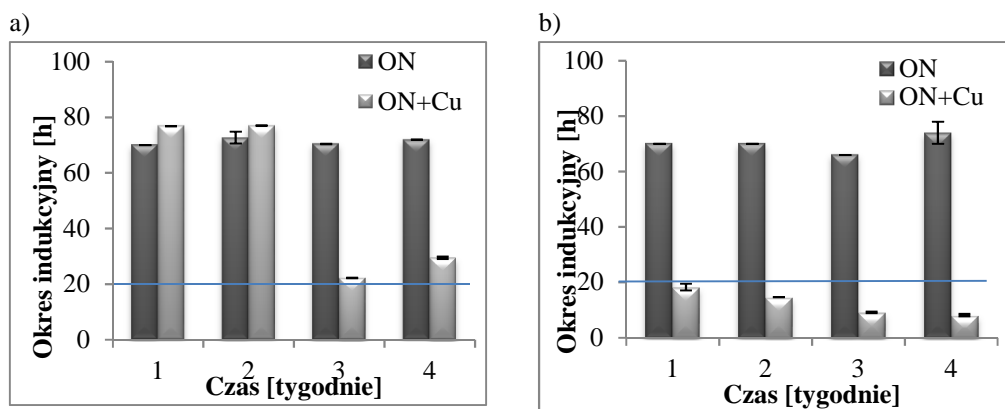 a)
100
80
60
40
20
0
Okres indukcyjny [h]
ON
ON+Cu
1 2 3 4
Czas [tygodnie]
b)
100
80
60
40
20
0
Okres indukcyjny [h]
ON
ON+Cu
1 2 3 4
Czas [tygodnie]